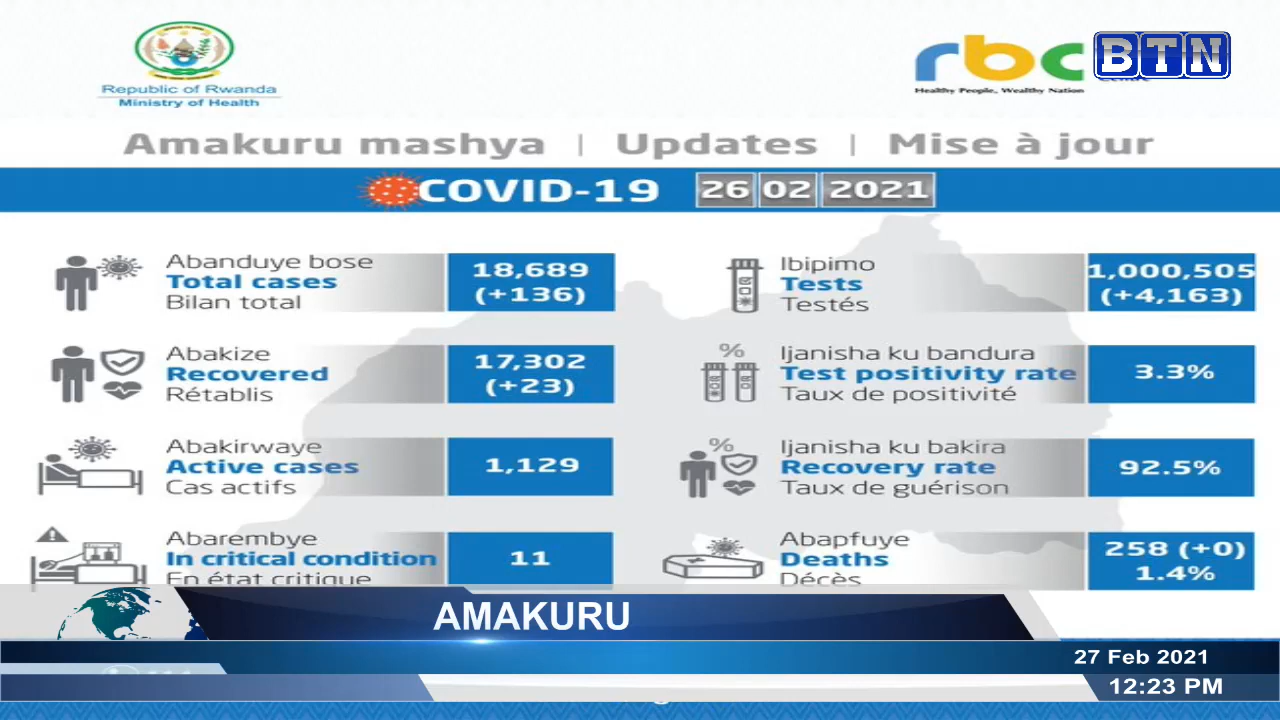 Republic of Rwanda
Ministry of Health
rbc
BTN
Healthy People, Wealthy Nation
Centre
Amakuru mashya | Updates | Mise à jour
COVID-19 26 02 2021
Abanduye bose
Total cases
Bilan total
18,689
(+136)
Ibipimo
Tests
Testés
1,000,505
(+4,163)
Abakize
Recovered
Rétablis
17,302
(+23)
%
Ijanisha ku bandura
Test positivity rate
Taux de positivité
3.3%
Abakirwaye
Active cases
Cas actifs
1,129
%
Ijanisha ku bakira
Recovery rate
Taux de guérison
92.5%
Abarembye
In critical condition
En état critique
11
Abapfuye
Deaths
Décès
258 (+0)
1.4%
AMAKURU
27 Feb 2021
12:23 PM